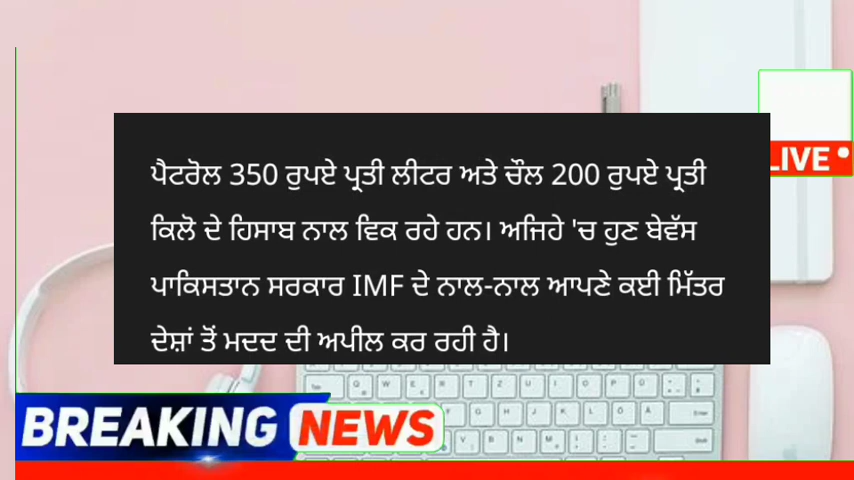 ਪੈਟਰੋਲ 350 ਰੁਪਏ ਪ੍ਰਤੀ ਲੀਟਰ ਅਤੇ ਚੌਲ 200 ਰੁਪਏ ਪ੍ਰਤੀ
ਕਿਲੋ ਦੇ ਹਿਸਾਬ ਨਾਲ ਵਿਕ ਰਹੇ ਹਨ। ਅਜਿਹੇ 'ਚ ਹੁਣ ਬੇਵੱਸ
ਪਾਕਿਸਤਾਨ ਸਰਕਾਰ IMF ਦੇ ਨਾਲ-ਨਾਲ ਆਪਣੇ ਕਈ ਮਿੱਤਰ
ਦੇਸ਼ਾਂ ਤੋਂ ਮਦਦ ਦੀ ਅਪੀਲ ਕਰ ਰਹੀ ਹੈ।
LIVE
BREAKING NEWS